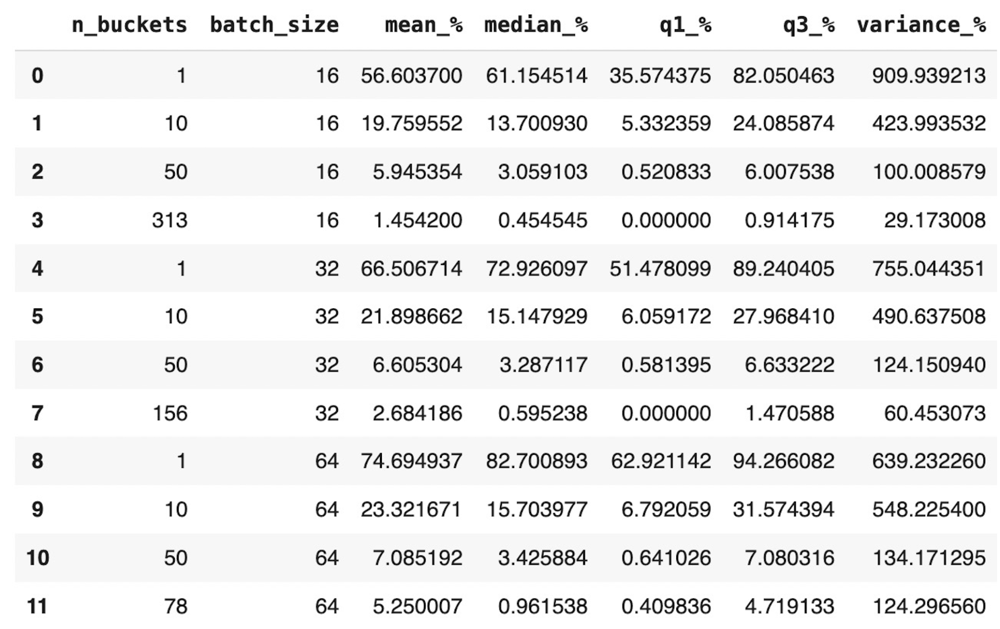 n_buckets batch_size mean_% median_% q1_% q3_% variance_%
0 1 16 56.603700 61.154514 35.574375 82.050463 909.939213
1 10 16 19.759552 13.700930 5.332359 24.085874 423.993532
2 50 16 5.945354 3.059103 0.520833 6.007538 100.008579
3 313 16 1.454200 0.454545 0.000000 0.914175 29.173008
4 1 32 66.506714 72.926097 51.478099 89.240405 755.044351
5 10 32 21.898662 15.147929 6.059172 27.968410 490.637508
6 50 32 6.605304 3.287117 0.581395 6.633222 124.150940
7 156 32 2.684186 0.595238 0.000000 1.470588 60.453073
8 1 64 74.694937 82.700893 62.921142 94.266082 639.232260
9 10 64 23.321671 15.703977 6.792059 31.574394 548.225400
10 50 64 7.085192 3.425884 0.641026 7.080316 134.171295
11 78 64 5.250007 0.961538 0.409836 4.719133 124.296560